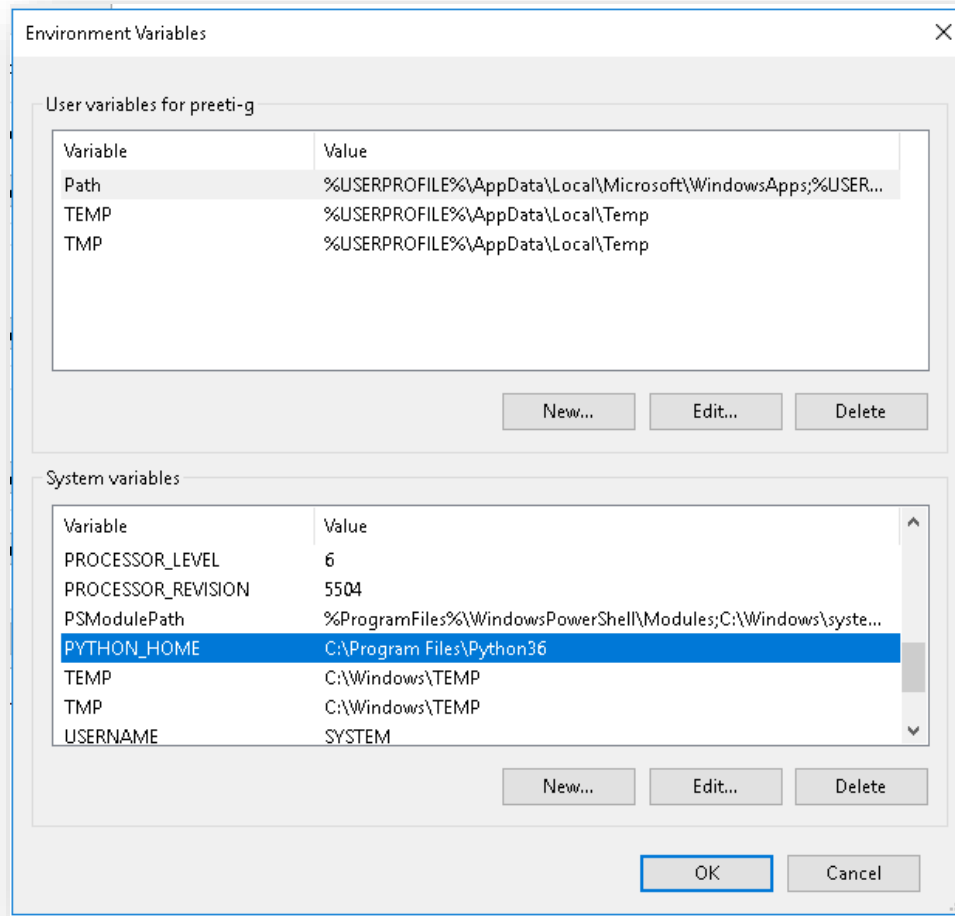 Environment Variables
User variables for preeti-g
Variable Value
Path %USERPROFILE%\AppData\Local\Microsoft\WindowsApps;%USER...
TEMP %USERPROFILE%\AppData\Local\Temp
TMP %USERPROFILE%\AppData\Local\Temp
New... Edit... Delete
System variables
Variable Value
PROCESSOR_LEVEL 6
PROCESSOR_REVISION 5504
PSModulePath %ProgramFiles%\WindowsPowerShell\Modules;C:\Windows\syste...
PYTHON_HOME C:\Program Files\Python36
TEMP C:\Windows\TEMP
TMP C:\Windows\TEMP
USERNAME SYSTEM
New... Edit... Delete
OK Cancel